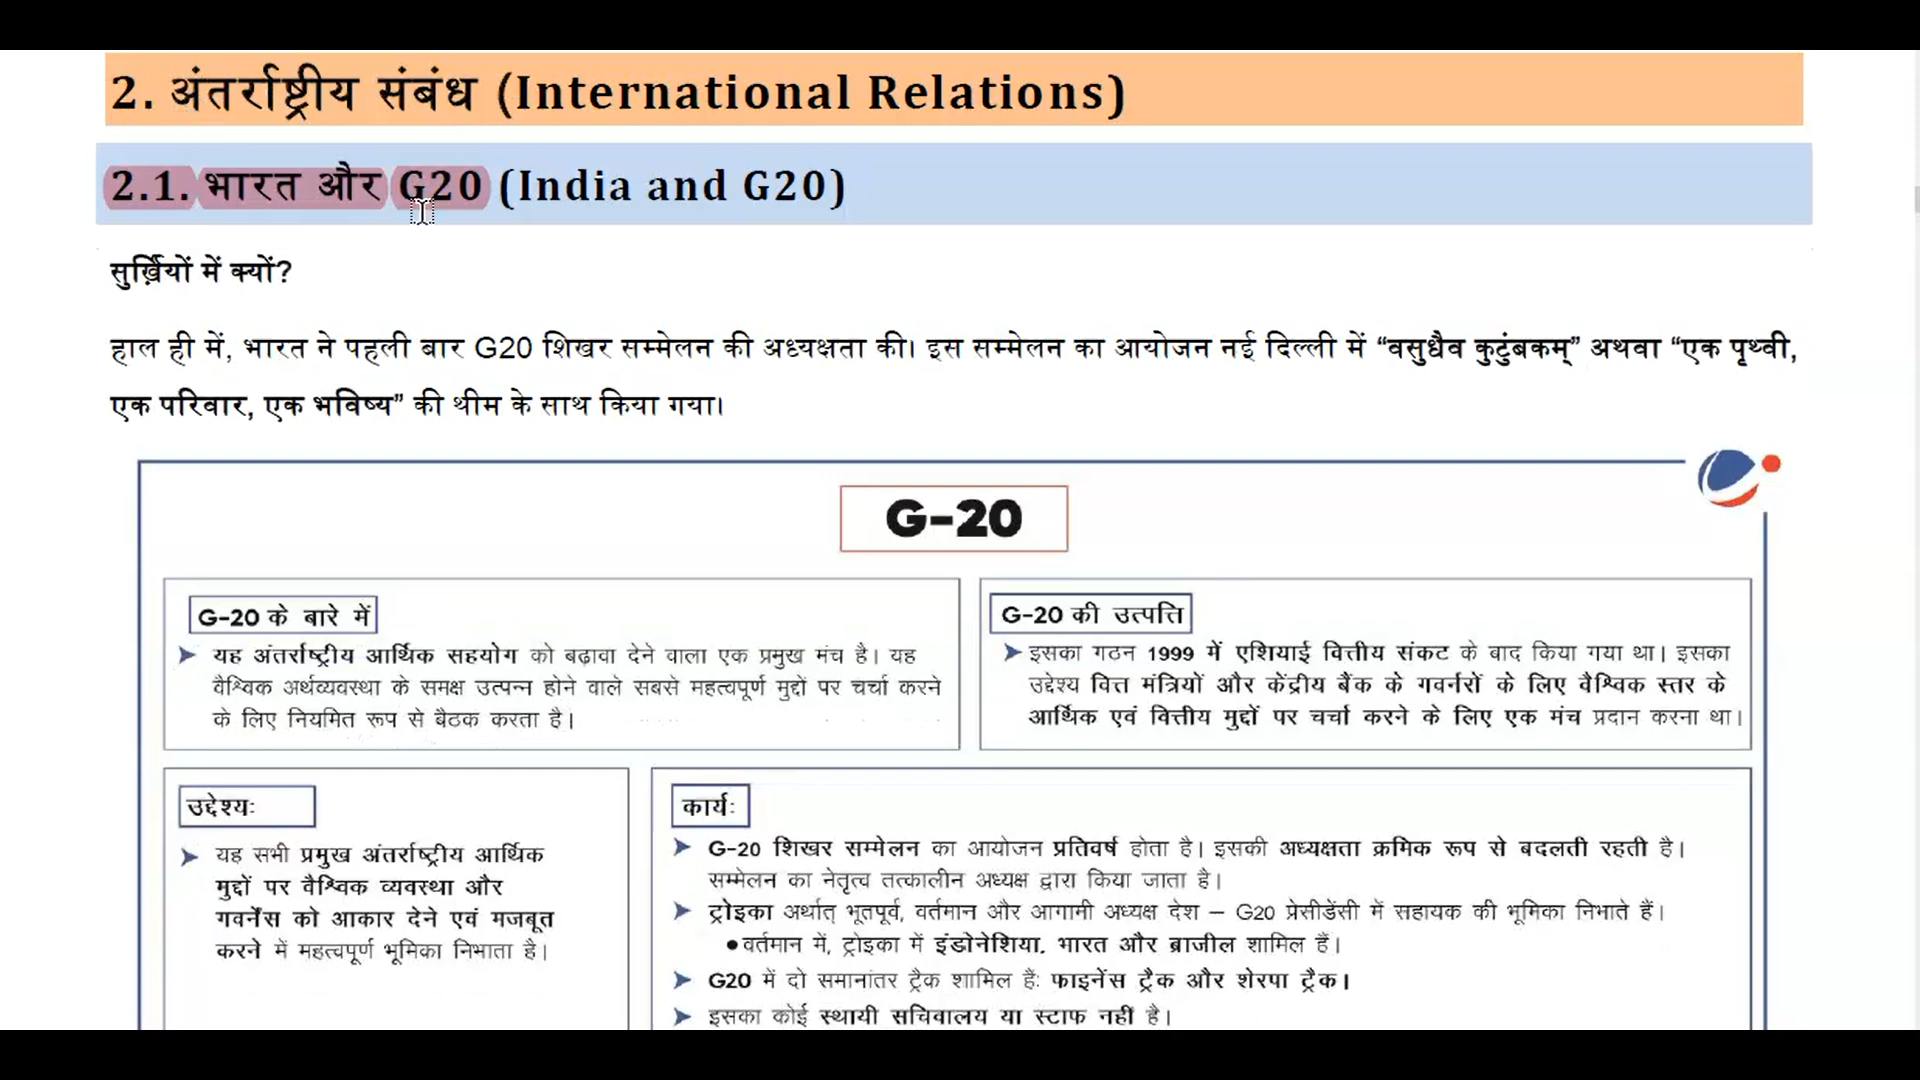 2. अंतर्राष्ट्रीय संबंध (International Relations)
2.1. भारत और G20 (India and G20)
सुर्ख़ियों में क्यों?
हाल ही में, भारत ने पहली बार G20 शिखर सम्मेलन की अध्यक्षता की। इस सम्मेलन का आयोजन नई दिल्ली में “वसुधैव कुटुंबकम्” अथवा “एक पृथ्वी,
एक परिवार, एक भविष्य” की थीम के साथ किया गया।
G-20
G-20 के बारे में
➤ यह अंतर्राष्ट्रीय आर्थिक सहयोग को बढ़ावा देने वाला एक प्रमुख मंच है। यह
वैश्विक अर्थव्यवस्था के समक्ष उत्पन्न होने वाले सबसे महत्वपूर्ण मुद्दों पर चर्चा करने
के लिए नियमित रूप से बैठक करता है।
G-20 की उत्पत्ति
➤ इसका गठन 1999 में एशियाई वित्तीय संकट के बाद किया गया था। इसका
उद्देश्य वित्त मंत्रियों और केंद्रीय बैंक के गवर्नरों के लिए वैश्विक स्तर के
आर्थिक एवं वित्तीय मुद्दों पर चर्चा करने के लिए एक मंच प्रदान करना था।
उद्देश्यः
➤ यह सभी प्रमुख अंतर्राष्ट्रीय आर्थिक
मुद्दों पर वैश्विक व्यवस्था और
गवर्नेंस को आकार देने एवं मजबूत
करने में महत्वपूर्ण भूमिका निभाता है।
कार्यः
➤ G-20 शिखर सम्मेलन का आयोजन प्रतिवर्ष होता है। इसकी अध्यक्षता क्रमिक रूप से बदलती रहती है।
सम्मेलन का नेतृत्व तत्कालीन अध्यक्ष द्वारा किया जाता है।
➤ ट्रोइका अर्थात् भूतपूर्व, वर्तमान और आगामी अध्यक्ष देश – G20 प्रेसीडेंसी में सहायक की भूमिका निभाते हैं।
● वर्तमान में, ट्रोइका में इंडोनेशिया, भारत और ब्राजील शामिल हैं।
➤ G20 में दो समानांतर ट्रैक शामिल हैं: फाइनेंस ट्रैक और शेरपा ट्रैक।
➤ इसका कोई स्थायी सचिवालय या स्टाफ नहीं है।